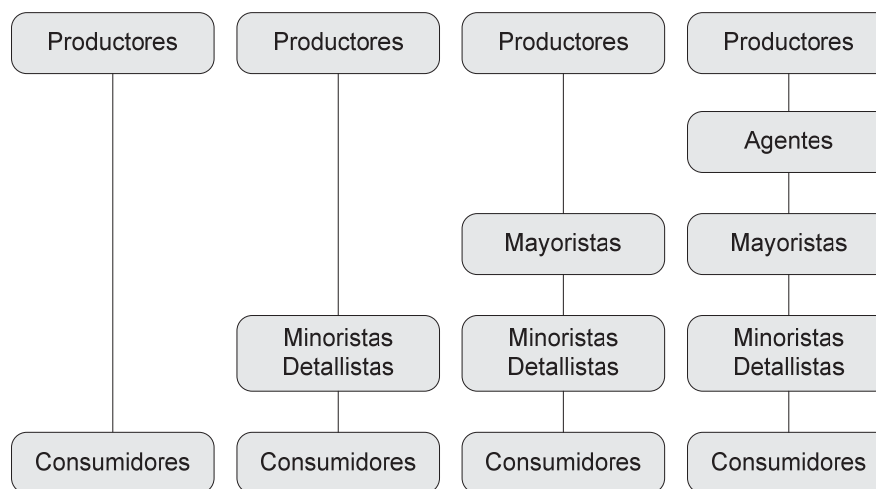 Productores
Productores
Productores
Productores
Agentes
Mayoristas
Mayoristas
Minoristas
Detallistas
Minoristas
Detallistas
Minoristas
Detallistas
Consumidores
Consumidores
Consumidores
Consumidores